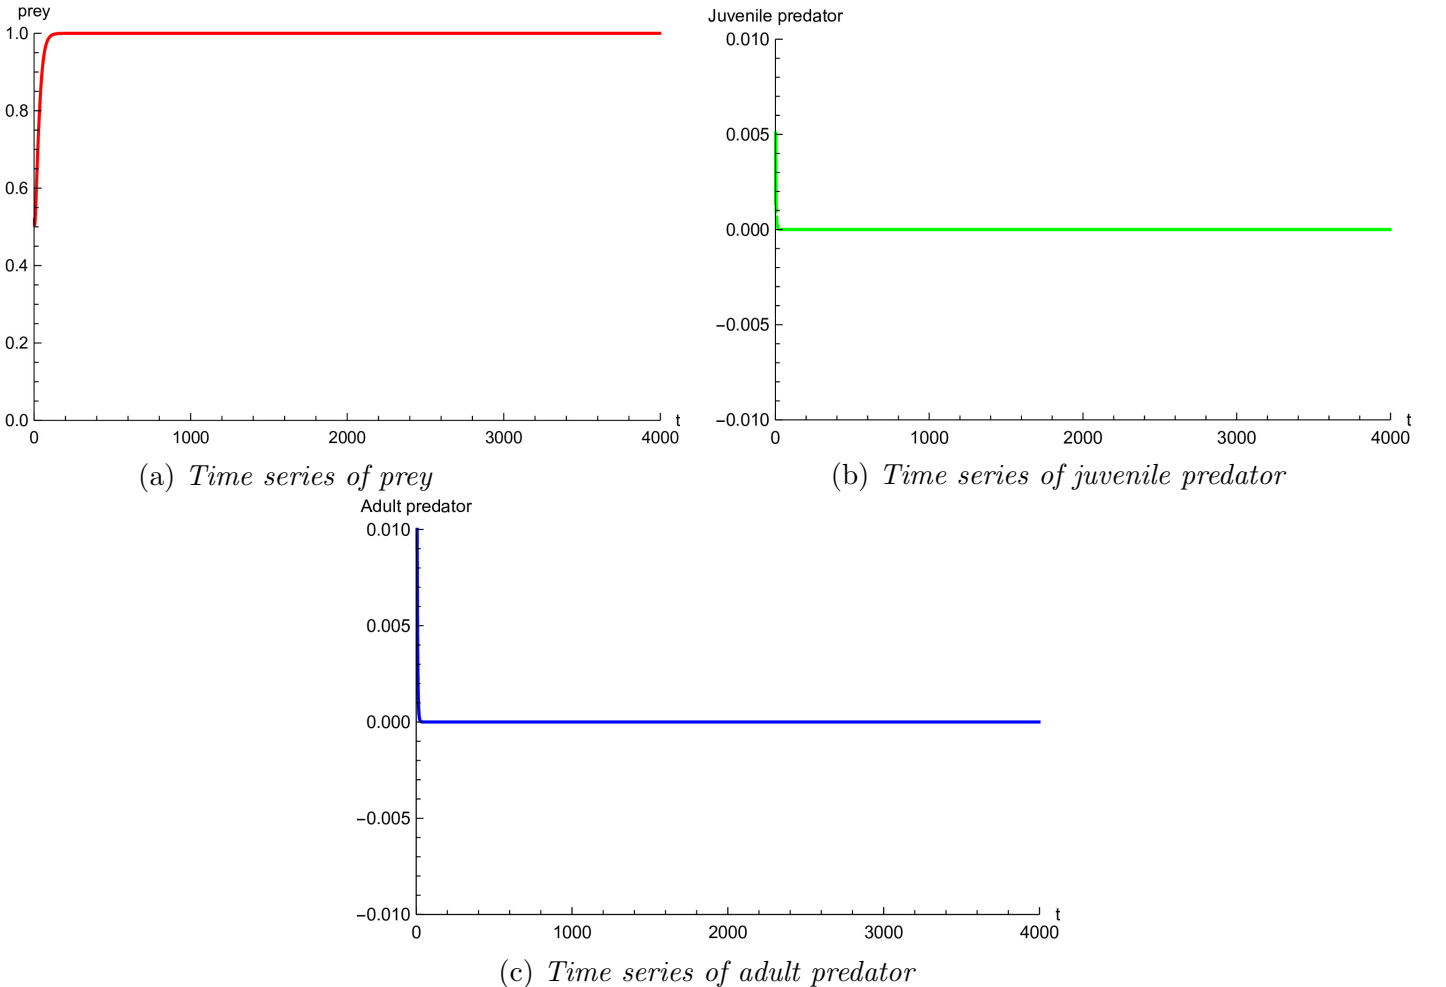 prey
1.0
0.8
0.6
0.4
0.2
0.0
0 1000 2000 3000 4000
t
(a) Time series of prey
Juvenile predator
0.010
0.005
0.000
−0.005
−0.010
0 1000 2000 3000 4000
t
(b) Time series of juvenile predator
Adult predator
0.010
0.005
0.000
−0.005
−0.010
0 1000 2000 3000 4000
t
(c) Time series of adult predator